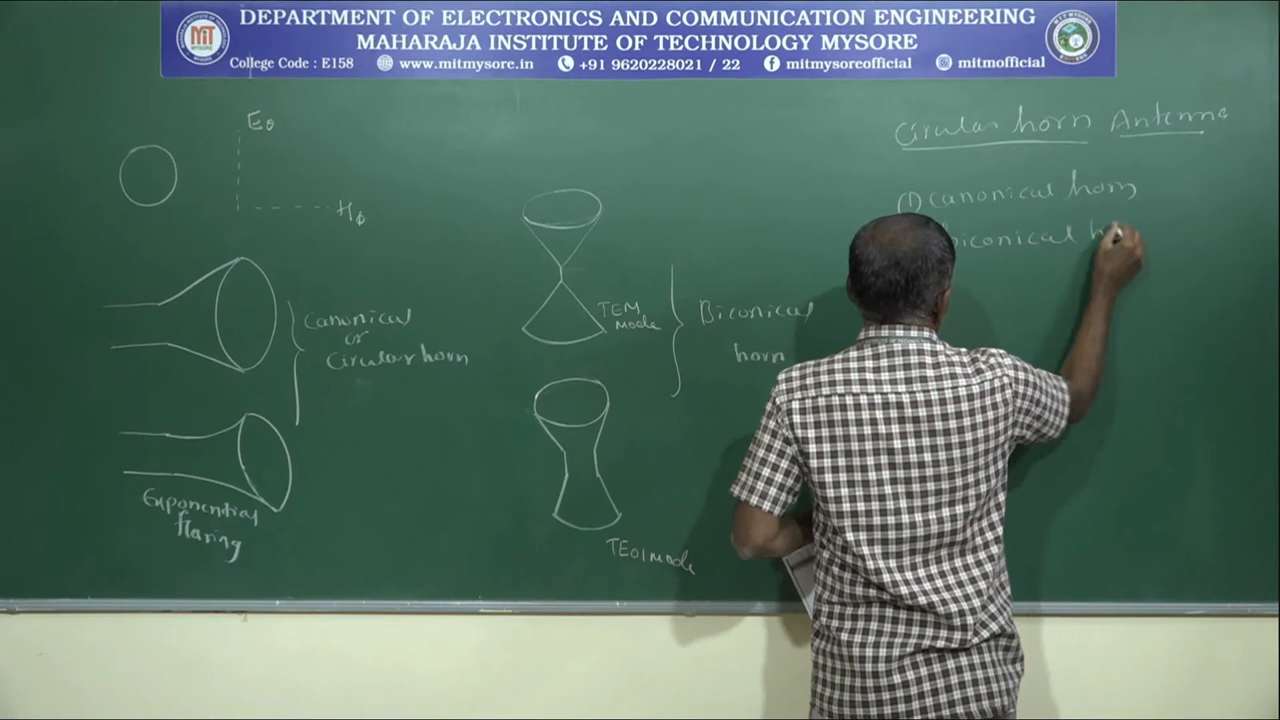 DEPARTMENT OF ELECTRONICS AND COMMUNICATION ENGINEERING
MAHARAJA INSTITUTE OF TECHNOLOGY MYSORE
College Code : E158 www.mitmysore.in +91 9620228021 / 22 mitmysoreofficial mitmofficial
MIT
MYSORE
Eθ
Hφ
Canonical
or
Circular horn
Exponential
flaring
TEM
mode
Biconical
horn
TE01 mode
Circular horn Antenna
(1) Canonical horn
biconical h